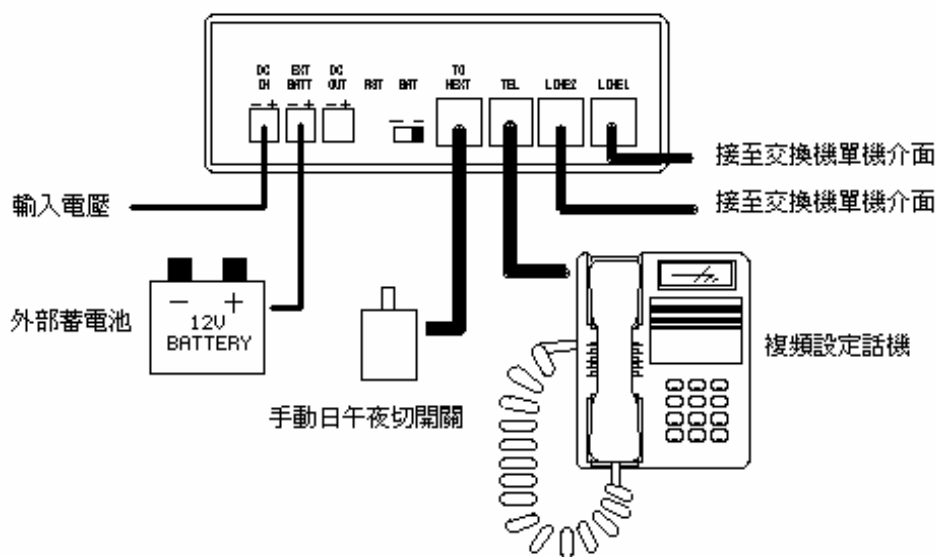 DC EXT DC TO
CH BATT OUT RST BAT NEXT TEL LINE2 LINE1
- + - + - +
- -
接至交換機單機介面
接至交換機單機介面
輸入電壓
外部蓄電池
- +
12V
BATTERY
手動日午夜切開關
複頻設定話機